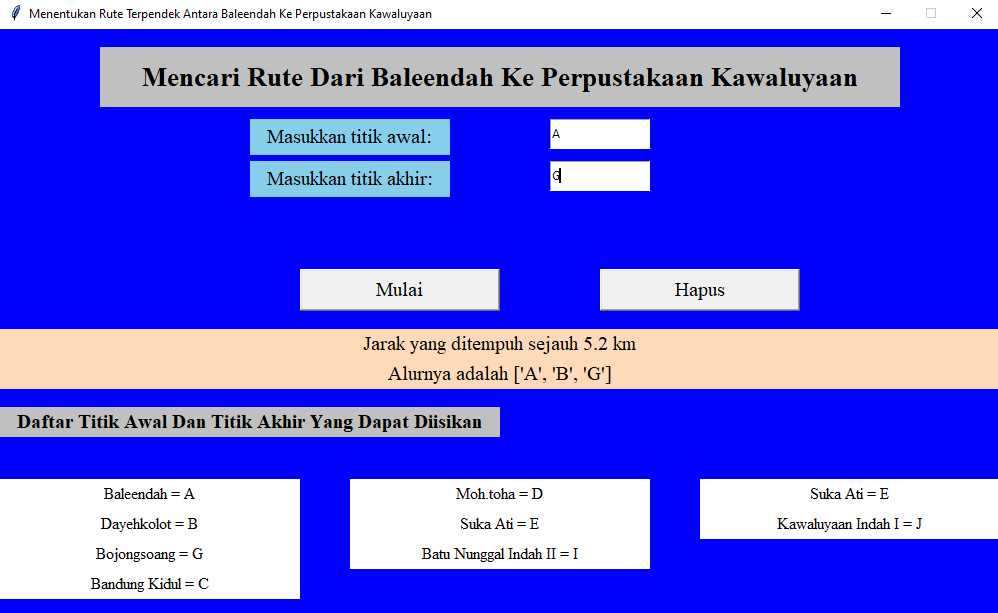 Menentukan Rute Terpendek Antara Baleendah Ke Perpustakaan Kawaluyaan
Mencari Rute Dari Baleendah Ke Perpustakaan Kawaluyaan
Masukkan titik awal:
A
Masukkan titik akhir:
G
Mulai
Hapus
Jarak yang ditempuh sejauh 5.2 km
Alurnya adalah ['A', 'B', 'G']
Daftar Titik Awal Dan Titik Akhir Yang Dapat Diisikan
Baleendah = A
Dayehkolot = B
Bojongsoang = G
Bandung Kidul = C
Moh.toha = D
Suka Ati = E
Batu Nunggal Indah II = I
Suka Ati = E
Kawaluyaan Indah I = J